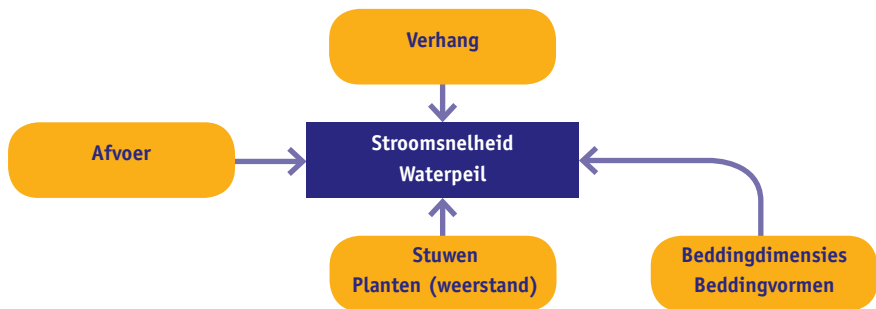 Verhang
Afvoer
Stroomsnelheid
Waterpeil
Stuwen
Planten (weerstand)
Beddingdimensies
Beddingvormen